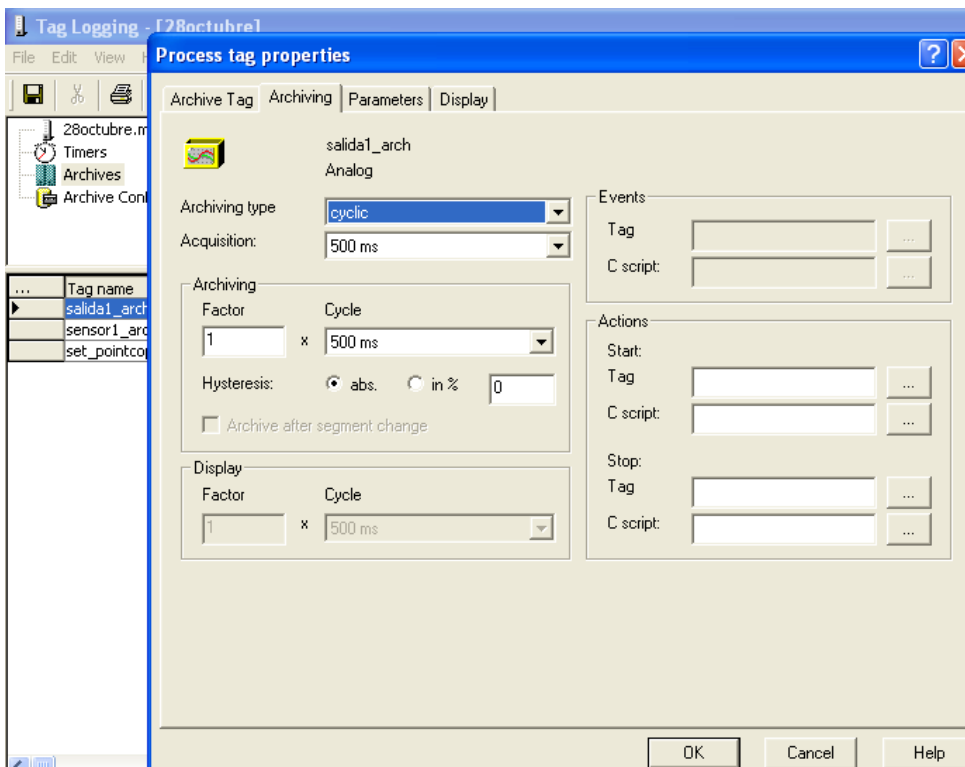 Tag Logging - [28octubre]
File Edit View
Process tag properties
?
Archive Tag Archiving Parameters Display
28octubre.m
Timers
Archives
Archive Con
salida1_arch
Analog
Archiving type cyclic
Acquisition: 500 ms
Events
Tag ...
C script: ...
... Tag name
salida1_arch
sensor1_arc
set_pointcop
Archiving
Factor Cycle
1 x 500 ms
Hysteresis: abs. in % 0
Archive after segment change
Actions
Start:
Tag ...
C script: ...
Stop:
Tag ...
C script: ...
Display
Factor Cycle
1 x 500 ms
OK Cancel Help